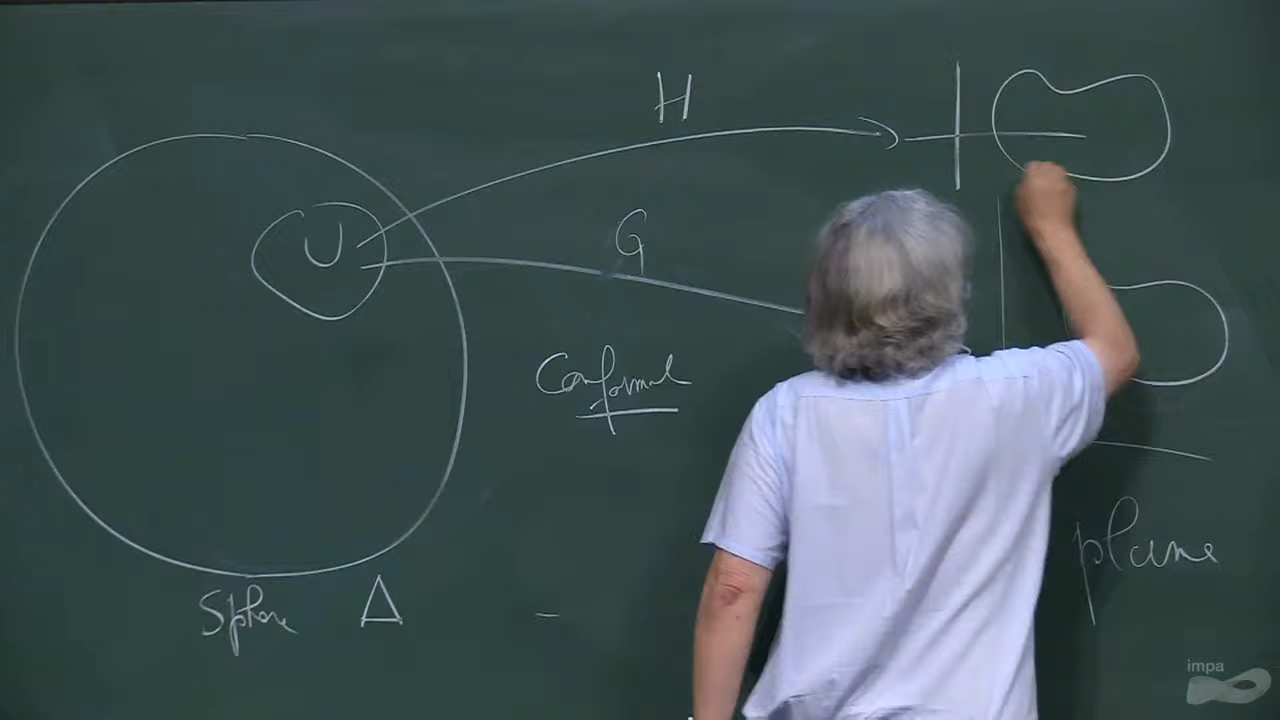 H
U
G
Conformal
plane
Sphere Δ
impa